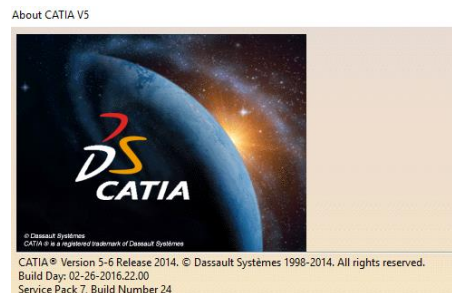 About CATIA V5
DS
CATIA
© Dassault Systèmes
CATIA ® is a registered trademark of Dassault Systèmes
CATIA® Version 5-6 Release 2014. © Dassault Systèmes 1998-2014. All rights reserved.
Build Day: 02-26-2016.22.00
Service Pack 7, Build Number 24